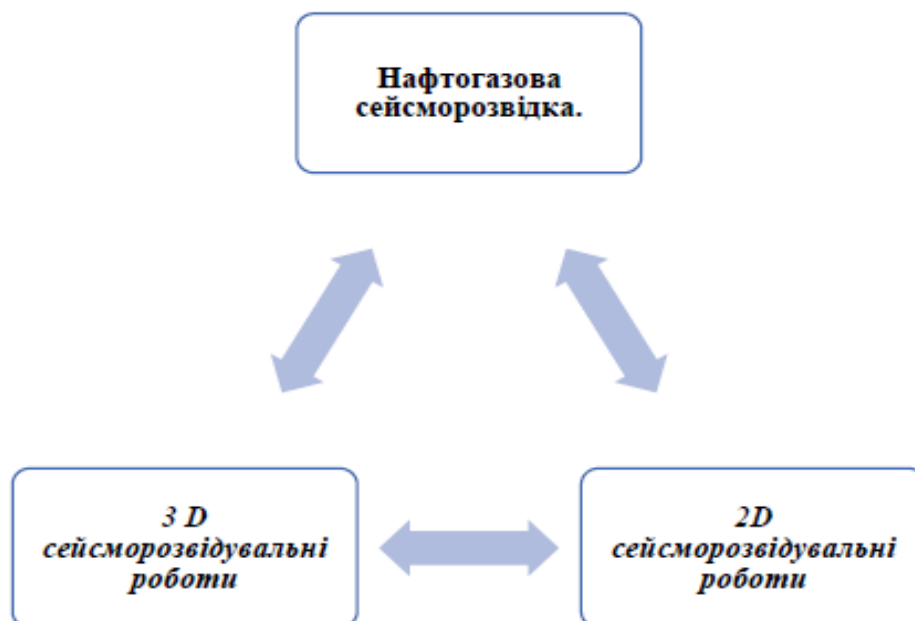 Нафтогазова
сейсморозвідка.
3 D
сейсморозвідувальні
роботи
2D
сейсморозвідувальні
роботи